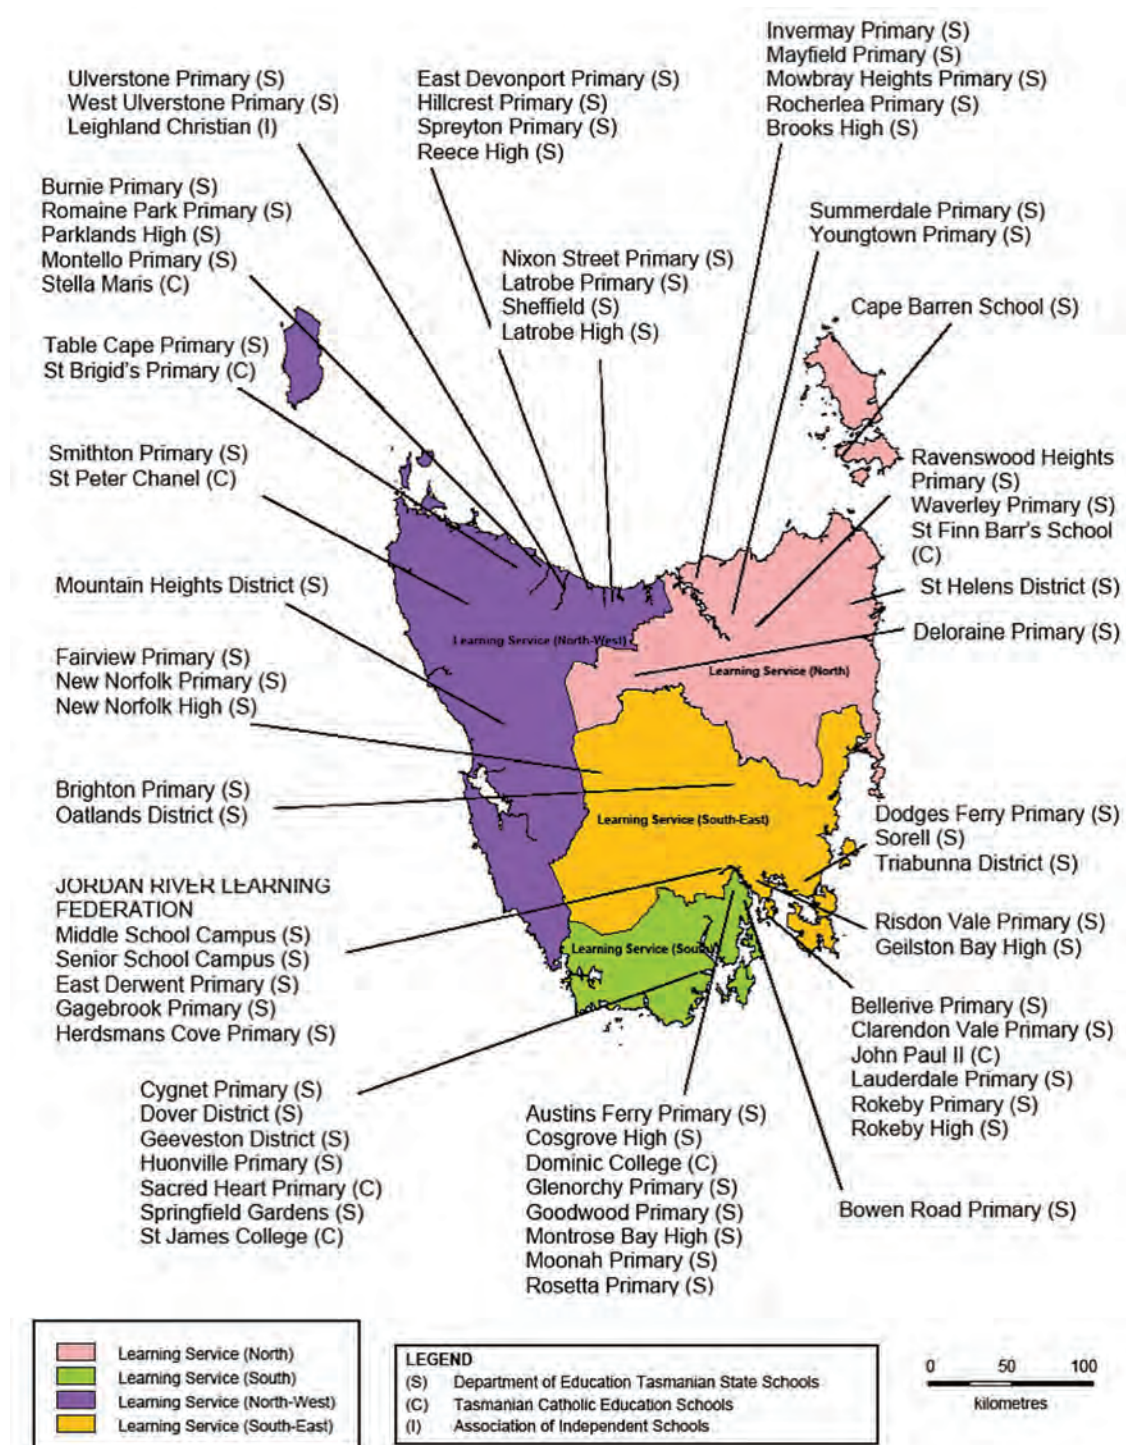 Invermay Primary (S)
Mayfield Primary (S)
Mowbray Heights Primary (S)
Rocherlea Primary (S)
Brooks High (S)
Ulverstone Primary (S)
West Ulverstone Primary (S)
Leighland Christian (I)
East Devonport Primary (S)
Hillcrest Primary (S)
Spreyton Primary (S)
Reece High (S)
Burnie Primary (S)
Romaine Park Primary (S)
Parklands High (S)
Montello Primary (S)
Stella Maris (C)
Summerdale Primary (S)
Youngtown Primary (S)
Nixon Street Primary (S)
Latrobe Primary (S)
Sheffield (S)
Latrobe High (S)
Cape Barren School (S)
Table Cape Primary (S)
St Brigid's Primary (C)
Smithton Primary (S)
St Peter Chanel (C)
Ravenswood Heights
Primary (S)
Waverley Primary (S)
St Finn Barr's School
(C)
Mountain Heights District (S)
St Helens District (S)
Deloraine Primary (S)
Learning Service (North-West)
Learning Service (North)
Fairview Primary (S)
New Norfolk Primary (S)
New Norfolk High (S)
Brighton Primary (S)
Oatlands District (S)
Learning Service (South-East)
Dodges Ferry Primary (S)
Sorell (S)
Triabunna District (S)
JORDAN RIVER LEARNING
FEDERATION
Middle School Campus (S)
Senior School Campus (S)
East Derwent Primary (S)
Gagebrook Primary (S)
Herdsmans Cove Primary (S)
Learning Service (South)
Risdon Vale Primary (S)
Geilston Bay High (S)
Bellerive Primary (S)
Clarendon Vale Primary (S)
John Paul II (C)
Lauderdale Primary (S)
Rokeby Primary (S)
Rokeby High (S)
Cygnet Primary (S)
Dover District (S)
Geeveston District (S)
Huonville Primary (S)
Sacred Heart Primary (C)
Springfield Gardens (S)
St James College (C)
Austins Ferry Primary (S)
Cosgrove High (S)
Dominic College (C)
Glenorchy Primary (S)
Goodwood Primary (S)
Montrose Bay High (S)
Moonah Primary (S)
Rosetta Primary (S)
Bowen Road Primary (S)
Learning Service (North)
Learning Service (South)
Learning Service (North-West)
Learning Service (South-East)
LEGEND
(S) Department of Education Tasmanian State Schools
(C) Tasmanian Catholic Education Schools
(I) Association of Independent Schools
0 50 100
kilometres